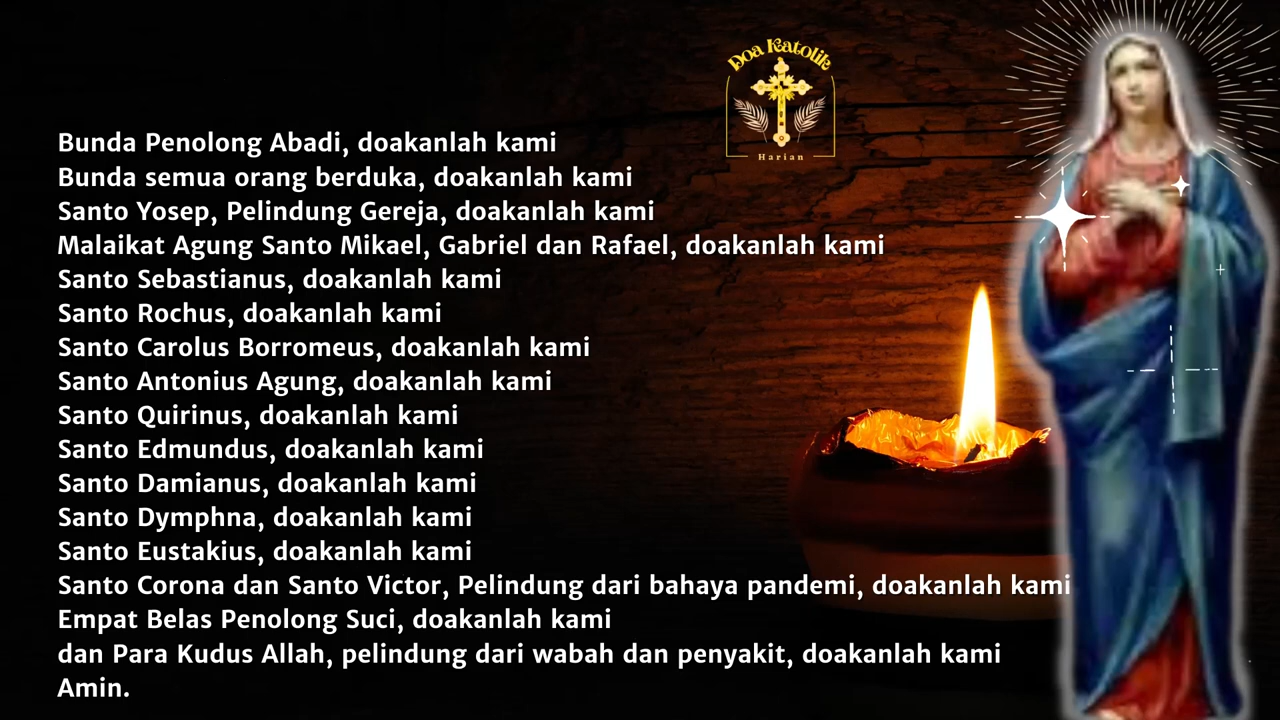 Doa Katolik
Harian
Bunda Penolong Abadi, doakanlah kami
Bunda semua orang berduka, doakanlah kami
Santo Yosep, Pelindung Gereja, doakanlah kami
Malaikat Agung Santo Mikael, Gabriel dan Rafael, doakanlah kami
Santo Sebastianus, doakanlah kami
Santo Rochus, doakanlah kami
Santo Carolus Borromeus, doakanlah kami
Santo Antonius Agung, doakanlah kami
Santo Quirinus, doakanlah kami
Santo Edmundus, doakanlah kami
Santo Damianus, doakanlah kami
Santo Dymphna, doakanlah kami
Santo Eustakius, doakanlah kami
Santo Corona dan Santo Victor, Pelindung dari bahaya pandemi, doakanlah kami
Empat Belas Penolong Suci, doakanlah kami
dan Para Kudus Allah, pelindung dari wabah dan penyakit, doakanlah kami
Amin.